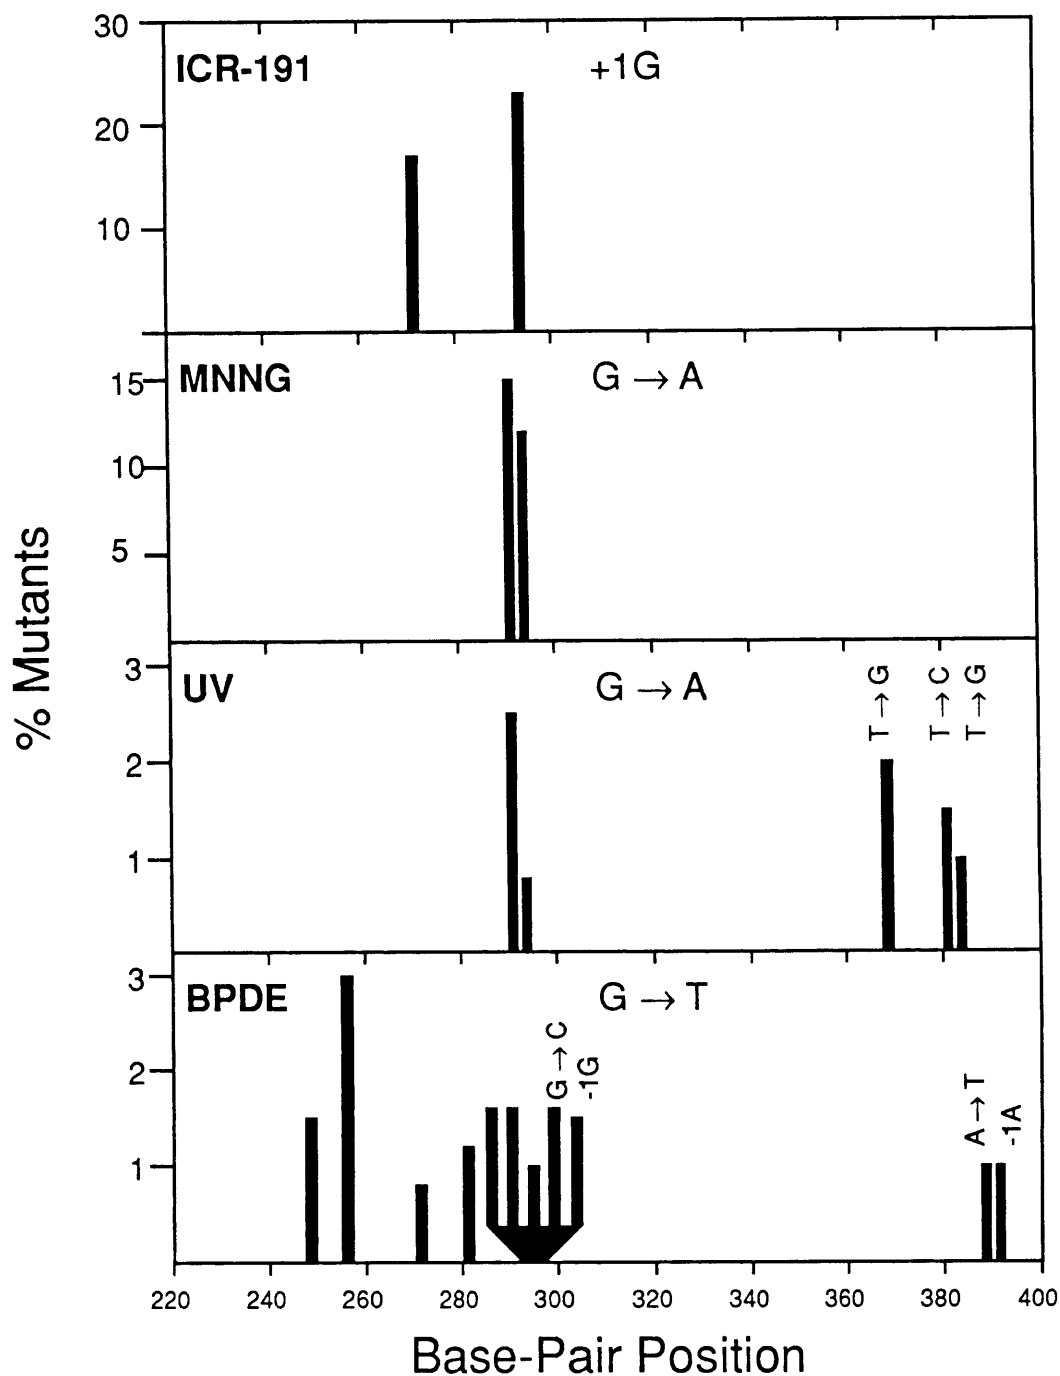 % Mutants
30
20
10
ICR-191
+1G
15
10
5
MNNG
G → A
3
2
1
UV
G → A
T → G
T → C
T → G
3
2
1
BPDE
G → T
G → C
-1G
A → T
-1A
220 240 260 280 300 320 340 360 380 400
Base-Pair Position